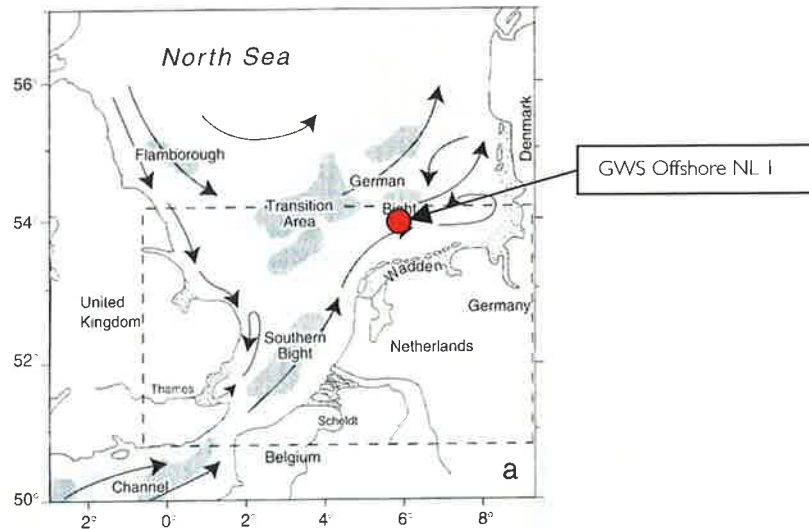 North Sea
56°
Denmark
Flamborough
German
GWS Offshore NL 1
Transition
Area
Bight
54°
Wadden
United
Kingdom
Germany
Southern
Bight
Netherlands
52°
Thames
Scheldt
Belgium
a
Channel
50°
2° 0° 2° 4° 6° 8°